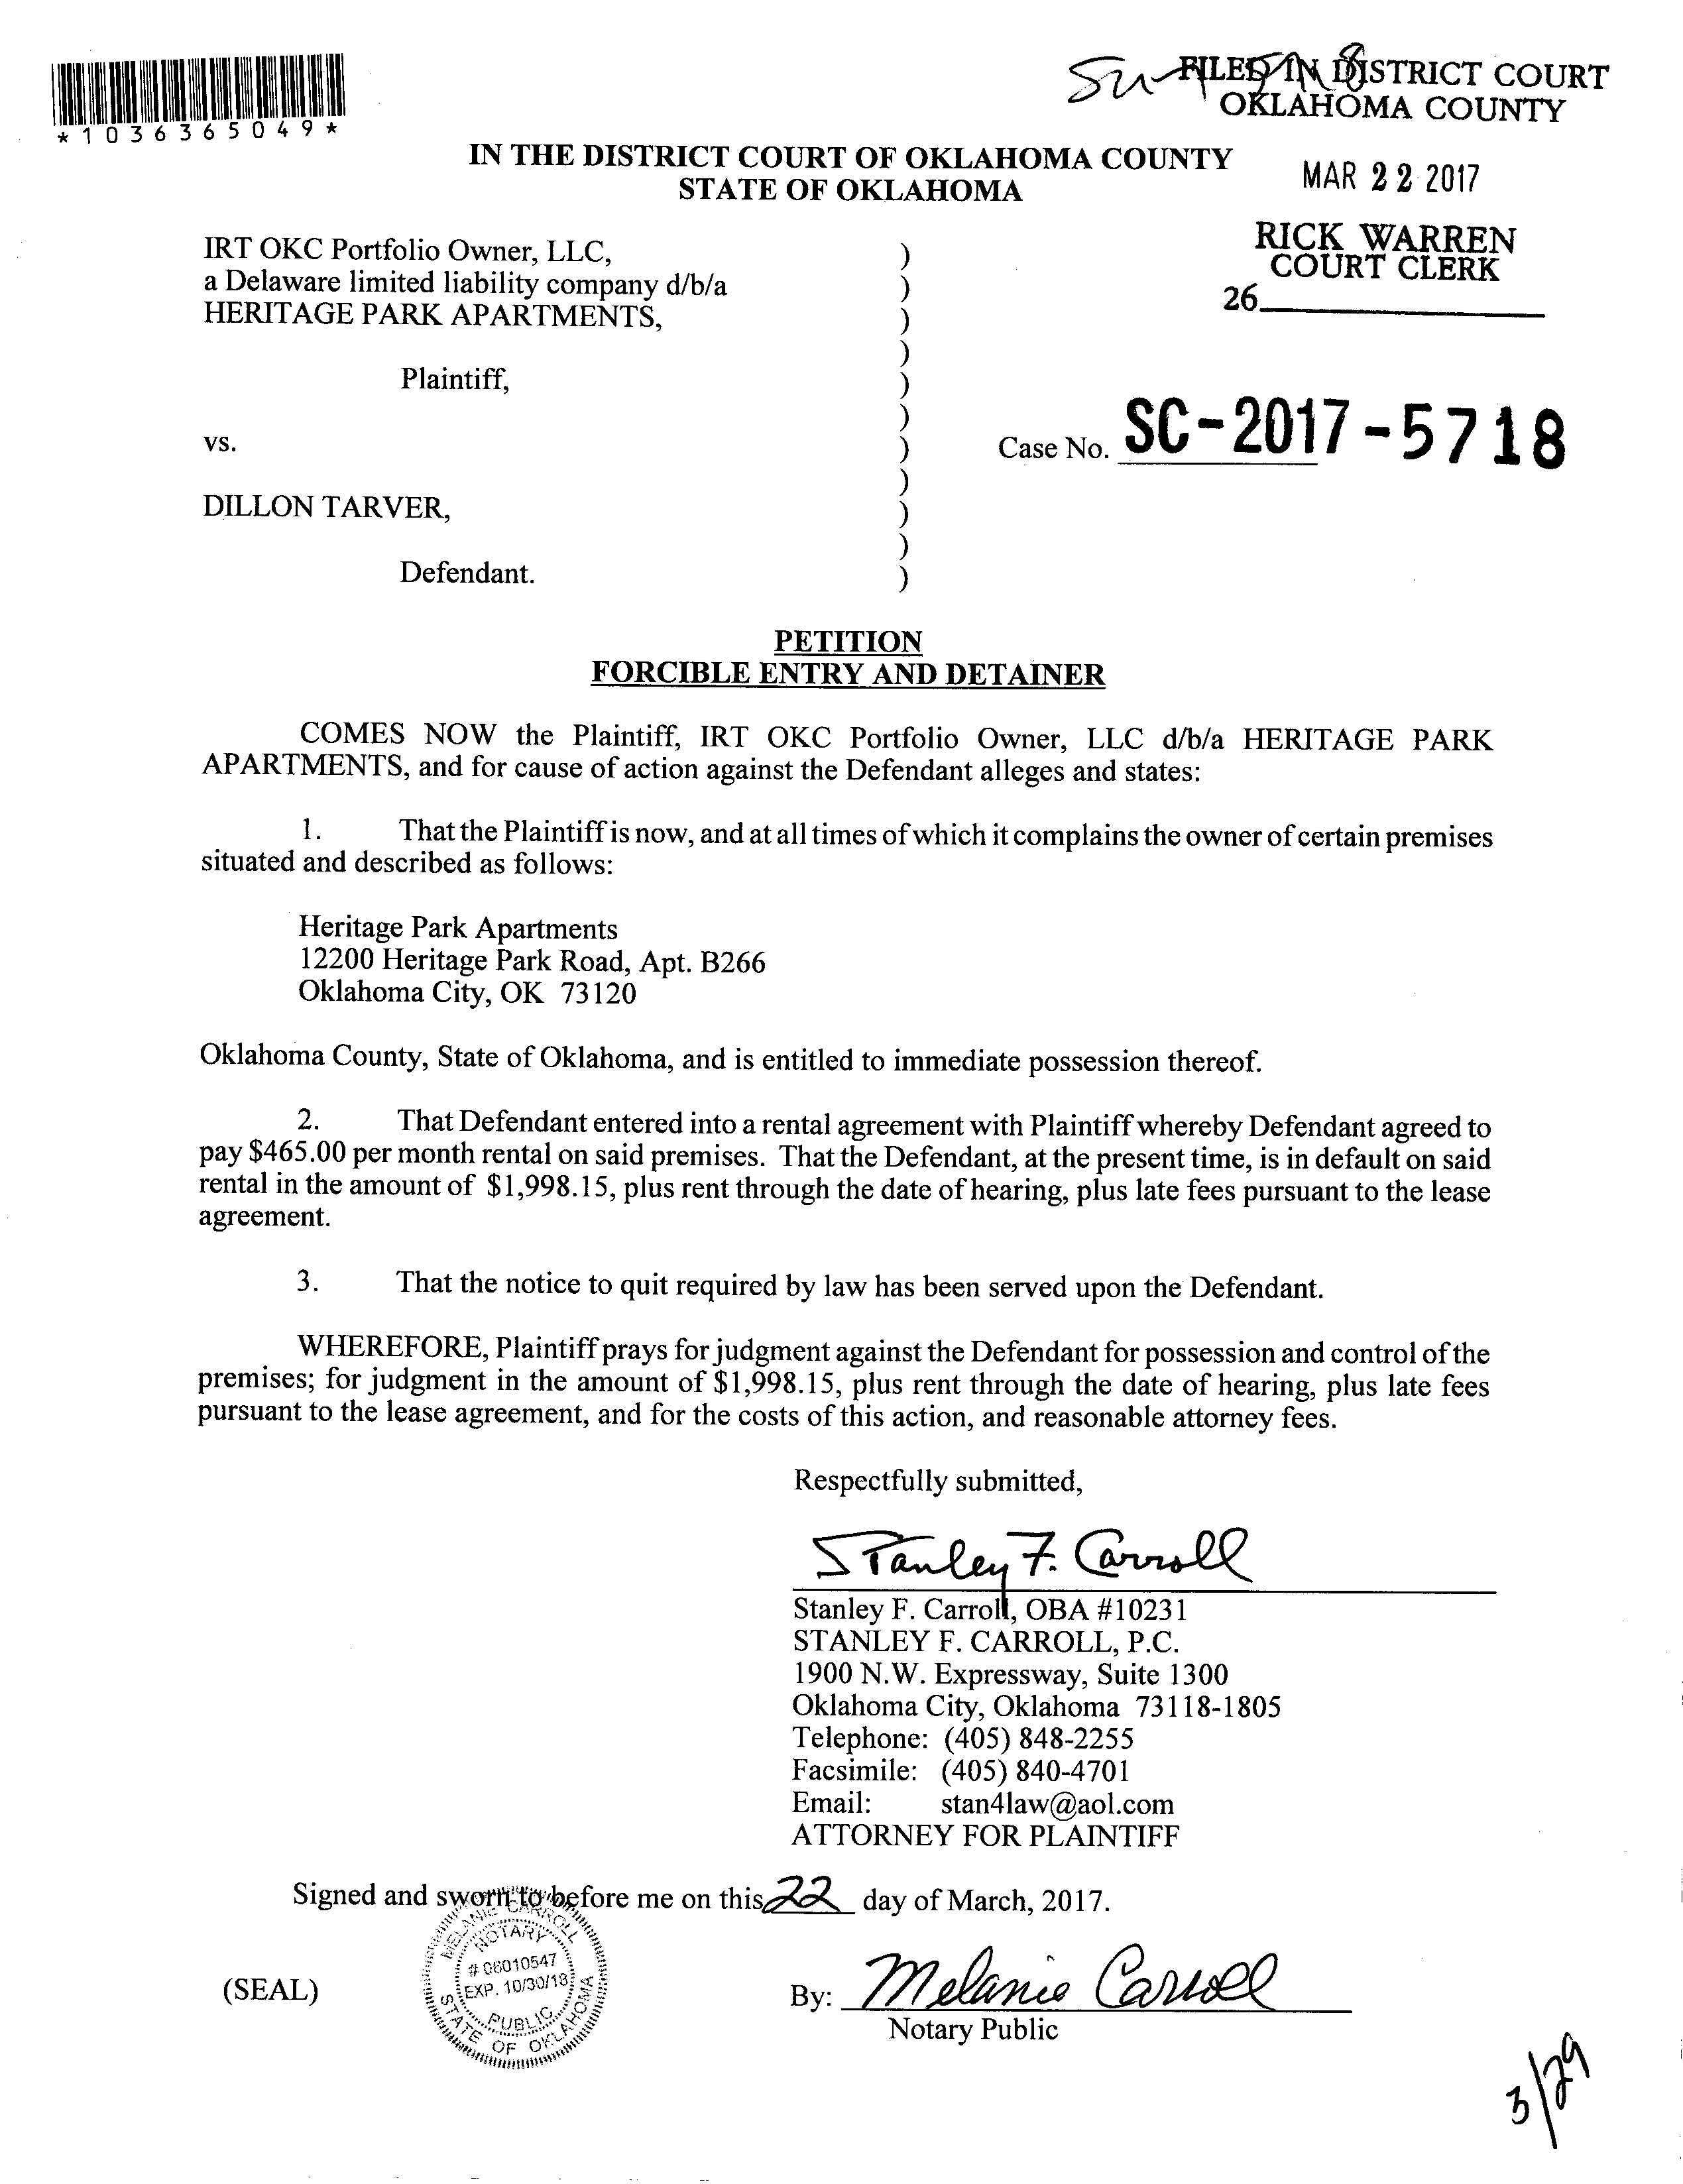 *1036365049*
FILED IN DISTRICT COURT
OKLAHOMA COUNTY
IN THE DISTRICT COURT OF OKLAHOMA COUNTY
STATE OF OKLAHOMA
MAR 22 2017
RICK WARREN
COURT CLERK
26
IRT OKC Portfolio Owner, LLC, )
a Delaware limited liability company d/b/a )
HERITAGE PARK APARTMENTS, )
)
Plaintiff, )
)
vs. ) Case No. SC-2017-5718
)
DILLON TARVER, )
)
Defendant. )
PETITION
FORCIBLE ENTRY AND DETAINER
COMES NOW the Plaintiff, IRT OKC Portfolio Owner, LLC d/b/a HERITAGE PARK
APARTMENTS, and for cause of action against the Defendant alleges and states:
1. That the Plaintiff is now, and at all times of which it complains the owner of certain premises
situated and described as follows:
Heritage Park Apartments
12200 Heritage Park Road, Apt. B266
Oklahoma City, OK 73120
Oklahoma County, State of Oklahoma, and is entitled to immediate possession thereof.
2. That Defendant entered into a rental agreement with Plaintiff whereby Defendant agreed to
pay $465.00 per month rental on said premises. That the Defendant, at the present time, is in default on said
rental in the amount of $1,998.15, plus rent through the date of hearing, plus late fees pursuant to the lease
agreement.
3. That the notice to quit required by law has been served upon the Defendant.
WHEREFORE, Plaintiff prays for judgment against the Defendant for possession and control of the
premises; for judgment in the amount of $1,998.15, plus rent through the date of hearing, plus late fees
pursuant to the lease agreement, and for the costs of this action, and reasonable attorney fees.
Respectfully submitted,
Stanley F. Carroll
Stanley F. Carroll, OBA #10231
STANLEY F. CARROLL, P.C.
1900 N.W. Expressway, Suite 1300
Oklahoma City, Oklahoma 73118-1805
Telephone: (405) 848-2255
Facsimile: (405) 840-4701
Email: stan4law@aol.com
ATTORNEY FOR PLAINTIFF
Signed and sworn to before me on this 22 day of March, 2017.
MELANIE CARROLL
NOTARY
# 06010547
EXP. 10/30/18
PUBLIC
STATE OF OKLAHOMA
(SEAL)
By: Melanie Carroll
Notary Public
3/29